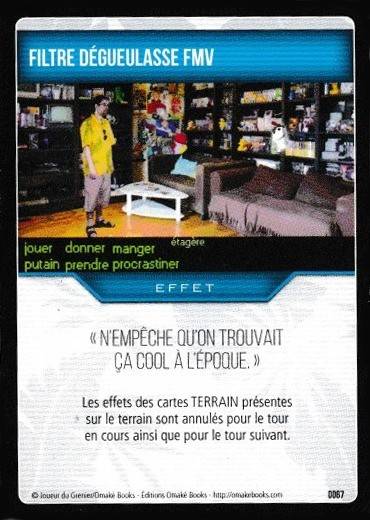 FILTRE DÉGUEULASSE FMV
étagère
jouer donner manger
putain prendre procrastiner
EFFET
« N'EMPÊCHE QU'ON TROUVAIT
ÇA COOL À L'ÉPOQUE. »
Les effets des cartes TERRAIN présentes
sur le terrain sont annulés pour le tour
en cours ainsi que pour le tour suivant.
© Joueur du Grenier/Omaké Books - Éditions Omaké Books - http://omakebooks.com 0067